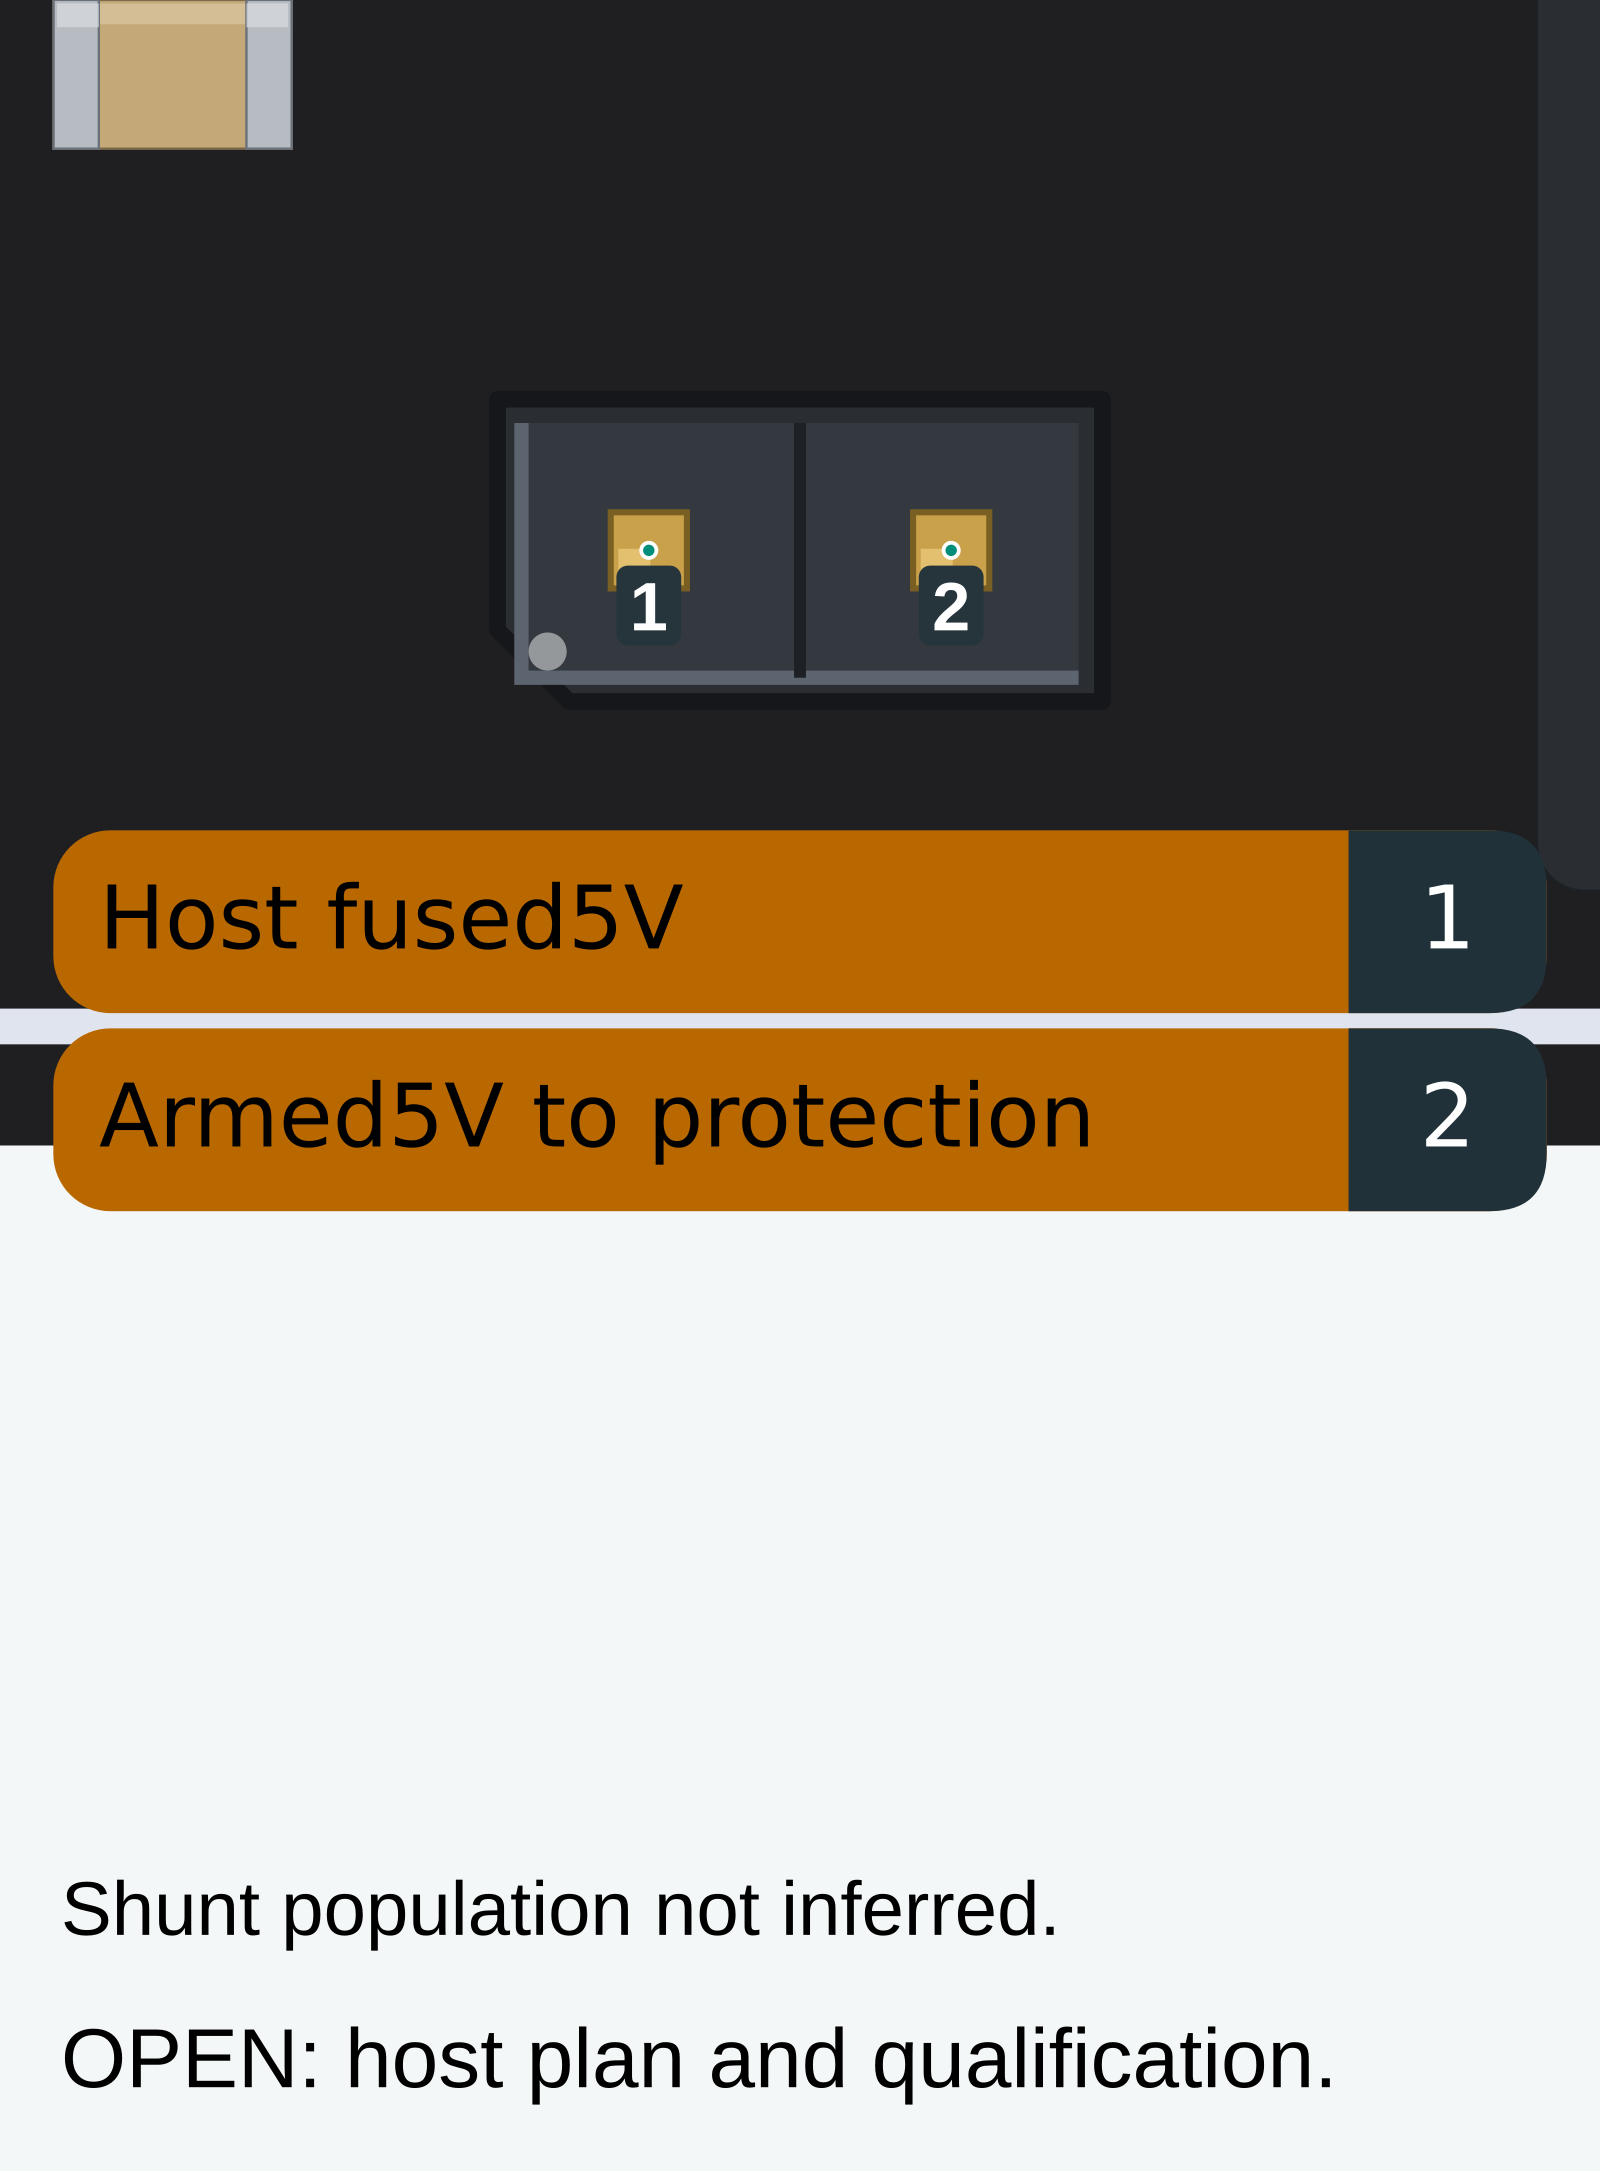 1 2
Host fused5V 1
Armed5V to protection 2
Shunt population not inferred.
OPEN: host plan and qualification.